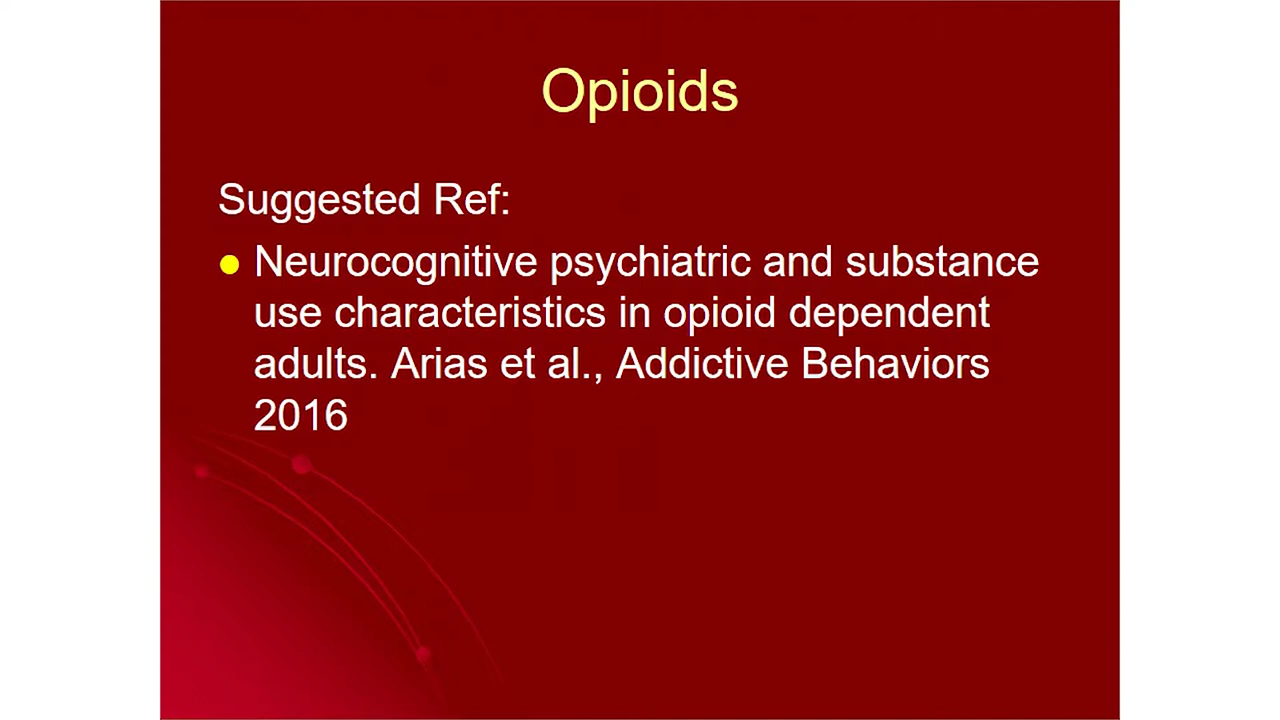 Opioids
Suggested Ref:
Neurocognitive psychiatric and substance
use characteristics in opioid dependent
adults. Arias et al., Addictive Behaviors
2016